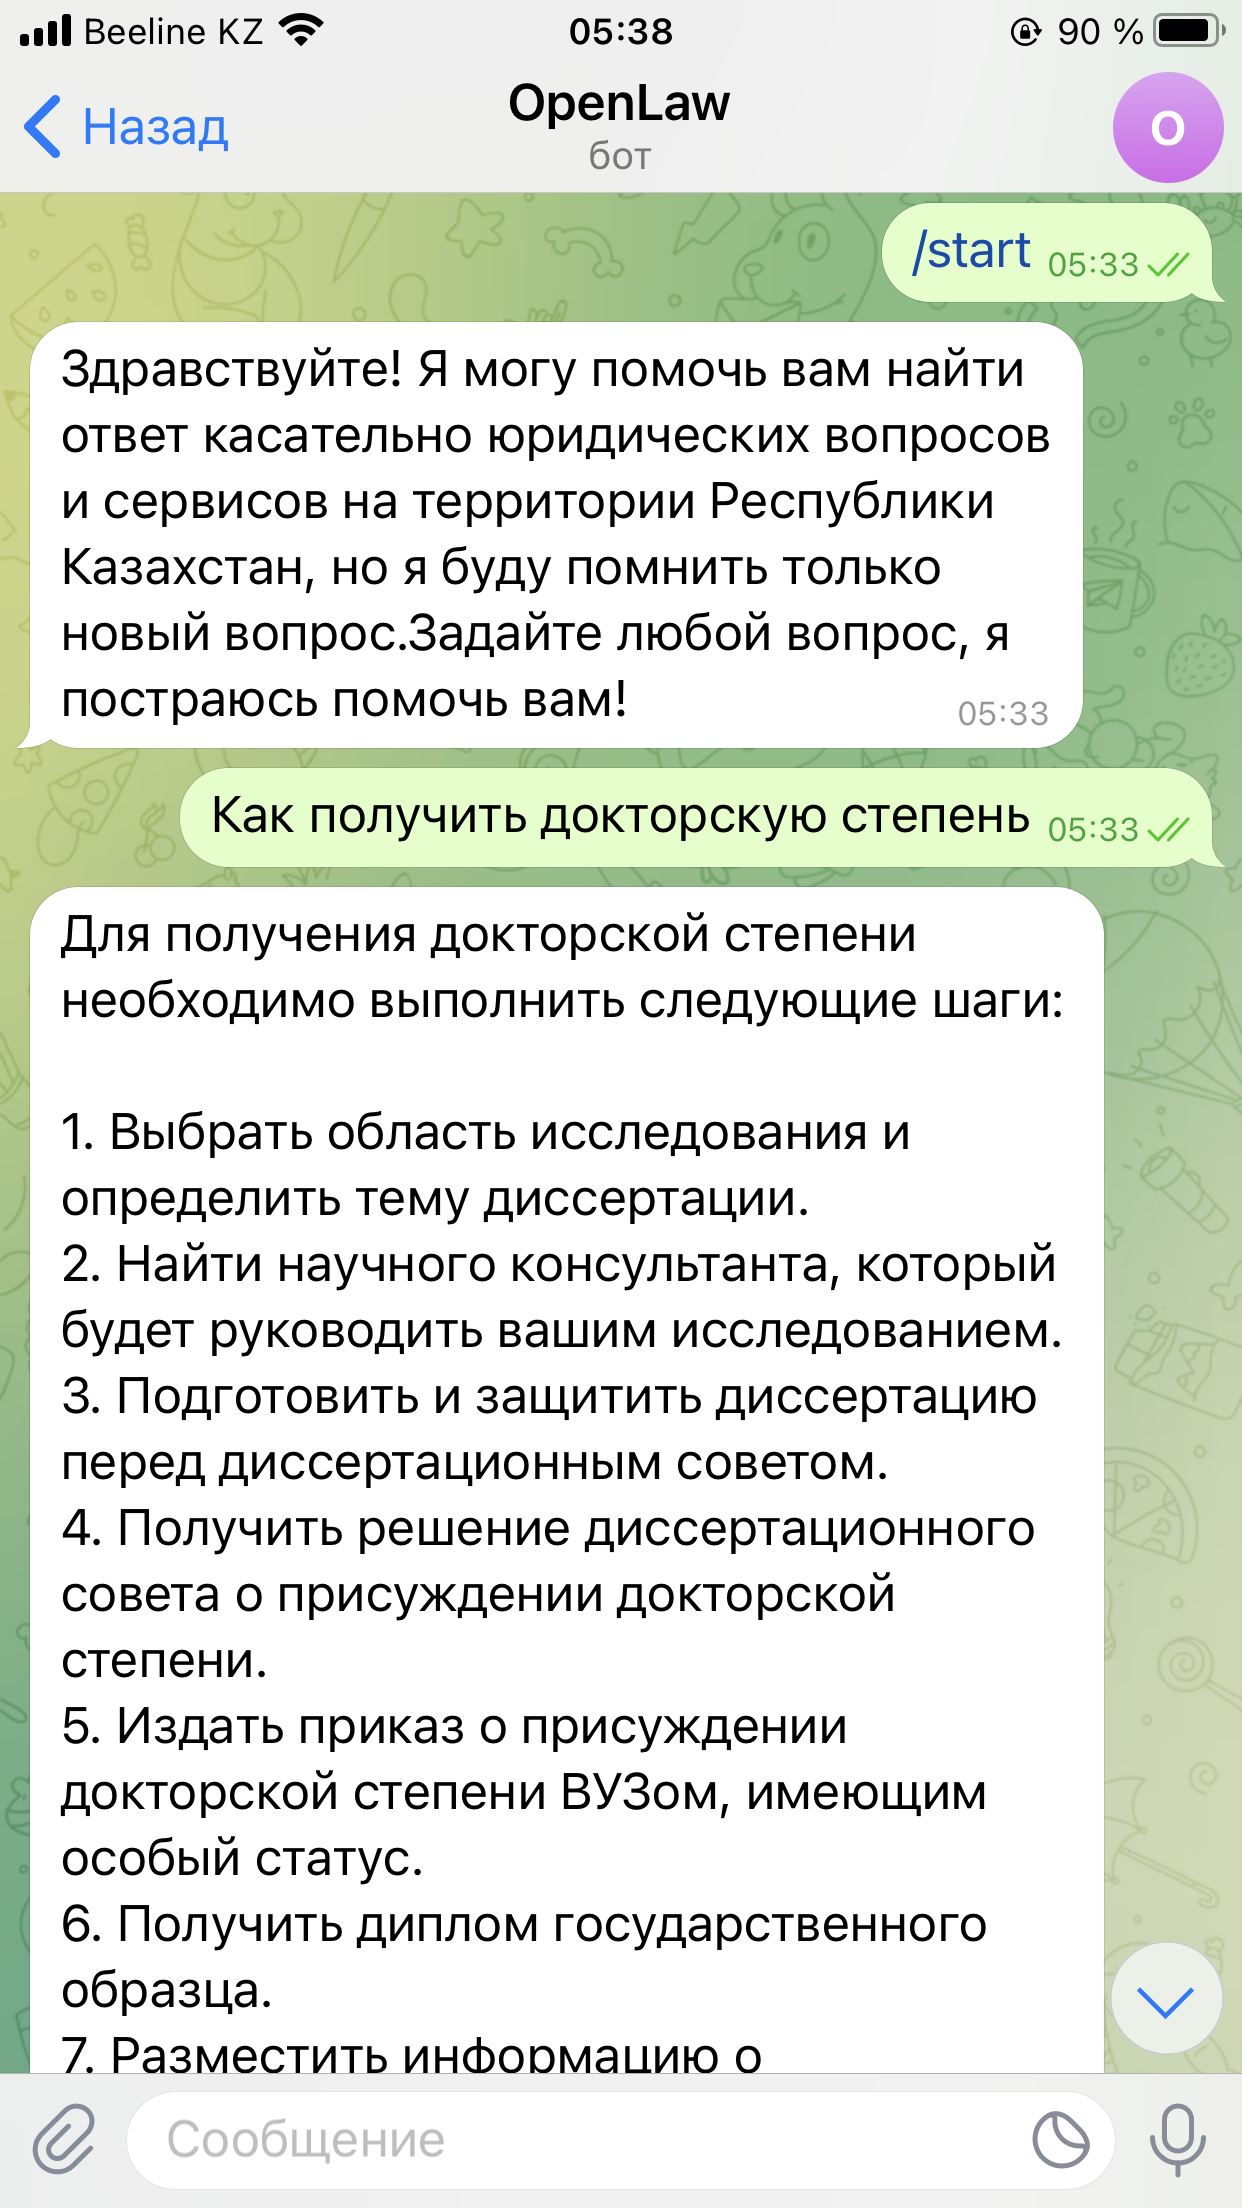 Beeline KZ 05:38 90 %
Назад OpenLaw O
бот
/start 05:33
Здравствуйте! Я могу помочь вам найти
ответ касательно юридических вопросов
и сервисов на территории Республики
Казахстан, но я буду помнить только
новый вопрос.Задайте любой вопрос, я
постраюсь помочь вам!
05:33
Как получить докторскую степень 05:33
Для получения докторской степени
необходимо выполнить следующие шаги:
1. Выбрать область исследования и
определить тему диссертации.
2. Найти научного консультанта, который
будет руководить вашим исследованием.
3. Подготовить и защитить диссертацию
перед диссертационным советом.
4. Получить решение диссертационного
совета о присуждении докторской
степени.
5. Издать приказ о присуждении
докторской степени ВУЗом, имеющим
особый статус.
6. Получить диплом государственного
образца.
7. Разместить информацию о
Сообщение